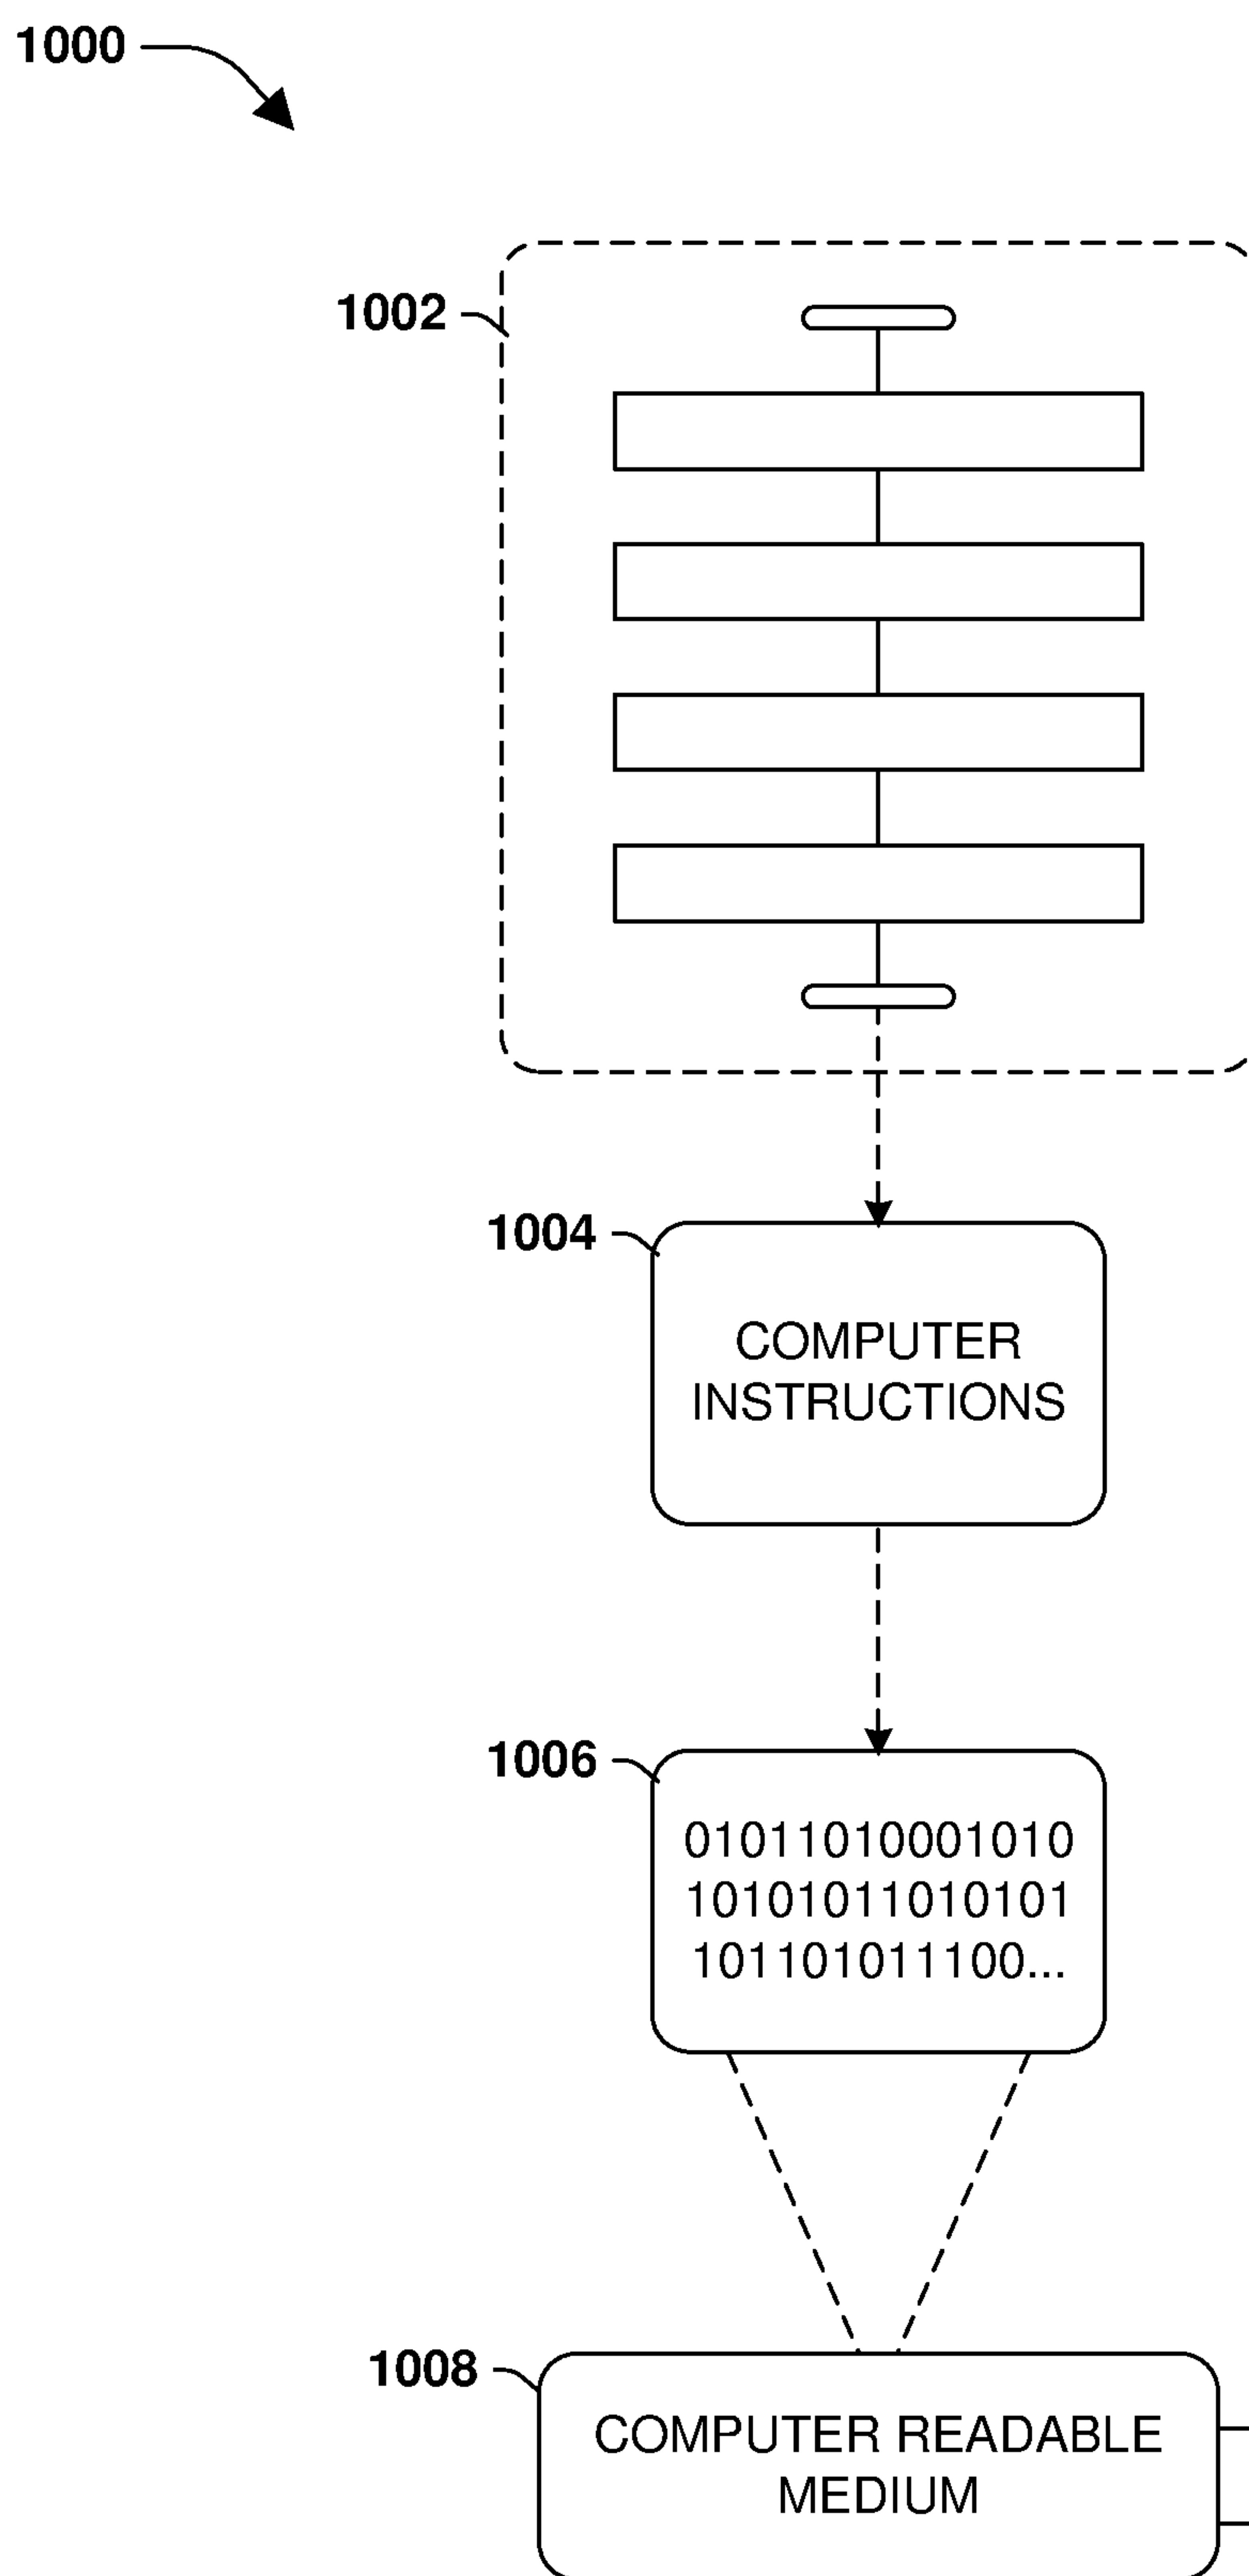 1000
1002
1004
COMPUTER
INSTRUCTIONS
1006
01011010001010
10101011010101
101101011100...
1008
COMPUTER READABLE
MEDIUM